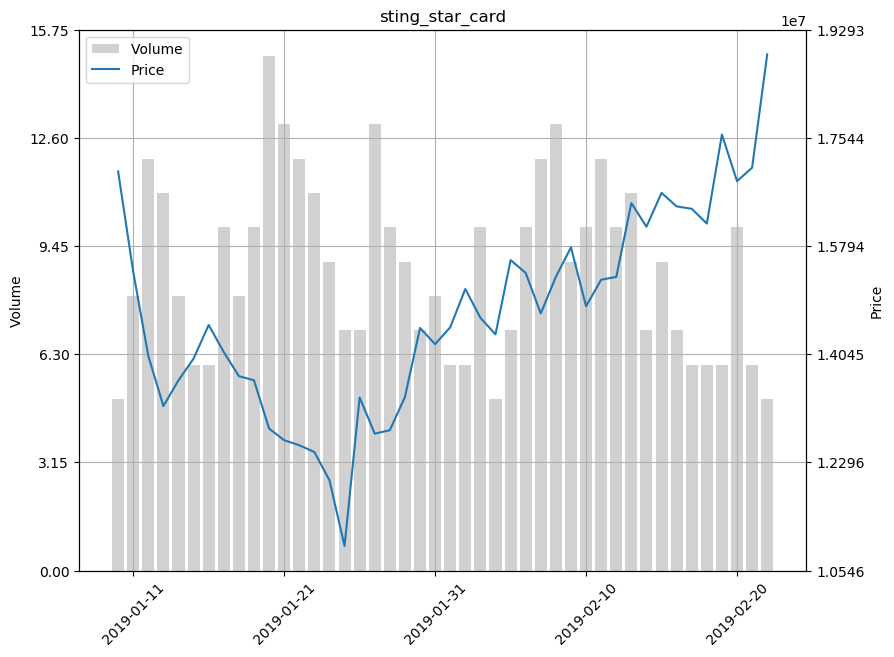 sting_star_card
1e7
15.75
12.60
9.45
6.30
3.15
0.00
Volume
Volume
Price
1.9293
1.7544
1.5794
1.4045
1.2296
1.0546
Price
2019-01-11
2019-01-21
2019-01-31
2019-02-10
2019-02-20